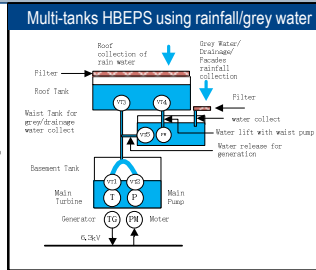 Multi-tanks HBEPS using rainfall/grey water
Roof
collection of
rain water
Grey Water/
Drainage/
Facades
rainfall
collection
Filter
Roof Tank
VT3
VT4
Filter
Waist Tank for
grey/drainage
water collect
water collect
VT5
PW
Water lift with waist pump
Water release for
generation
Basement Tank
VT1
VT2
Main
Turbine
T
P
Main
Pump
Generator
TG
PM
Moter
6.3kV